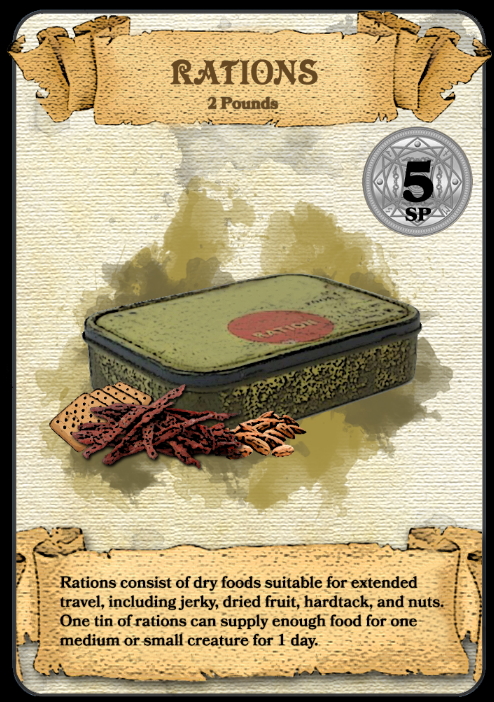 RATIONS
2 Pounds
5
SP
RATION
Rations consist of dry foods suitable for extended
travel, including jerky, dried fruit, hardtack, and nuts.
One tin of rations can supply enough food for one
medium or small creature for 1 day.